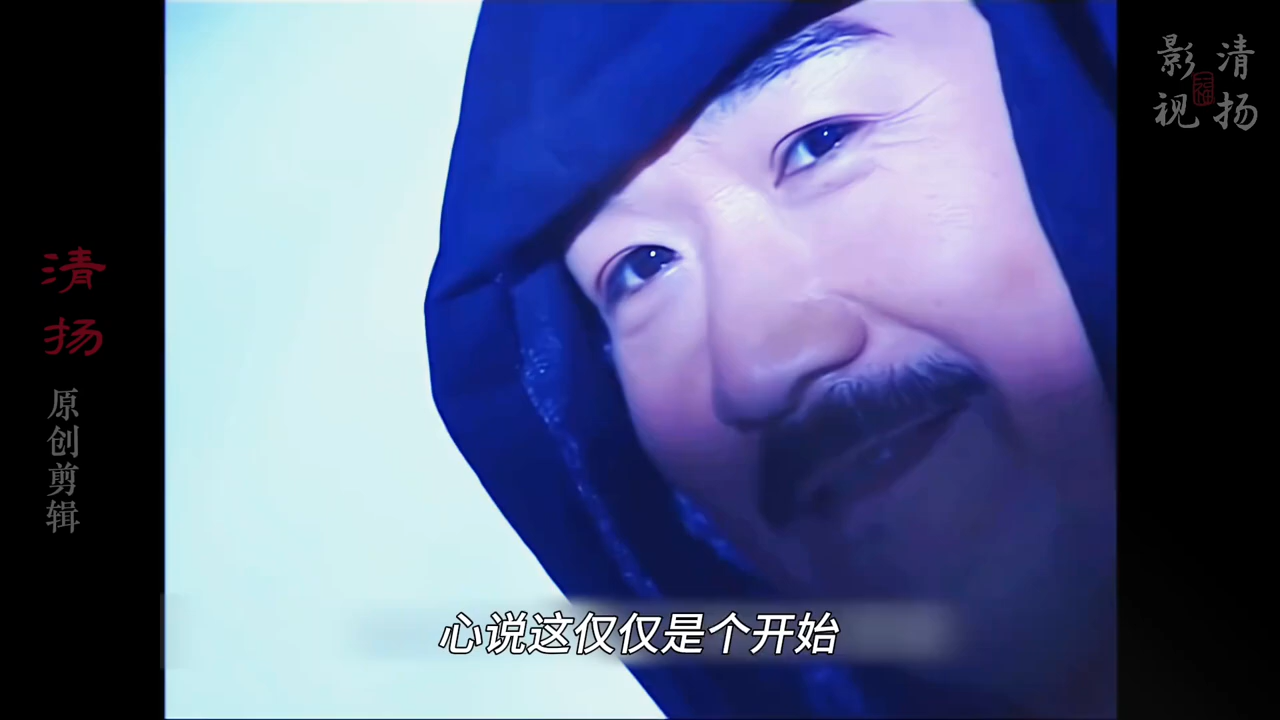 清扬
影视
清扬
原创剪辑
心说这仅仅是个开始